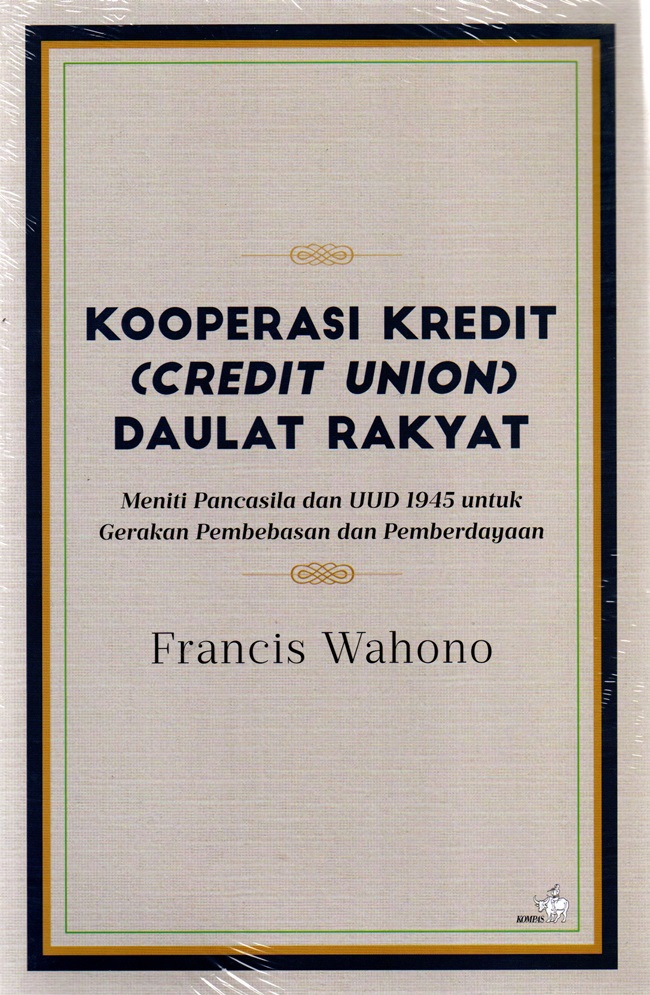 KOOPERASI KREDIT
(CREDIT UNION)
DAULAT RAKYAT
Meniti Pancasila dan UUD 1945 untuk
Gerakan Pembebasan dan Pemberdayaan
Francis Wahono
KOMPAS